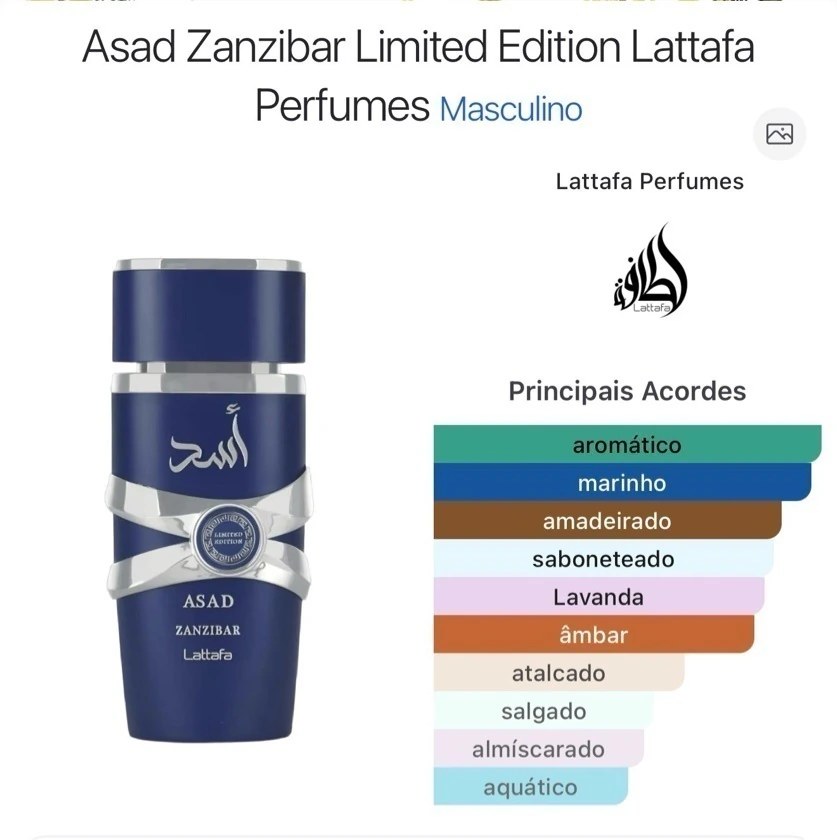 Asad Zanzibar Limited Edition Lattafa
Perfumes Masculino
Lattafa Perfumes
لطافة
Lattafa
Principais Acordes
aromático
marinho
amadeirado
saboneteado
Lavanda
âmbar
atalcado
salgado
almíscarado
aquático
أسد
LIMITED
EDITION
ASAD
ZANZIBAR
Lattafa